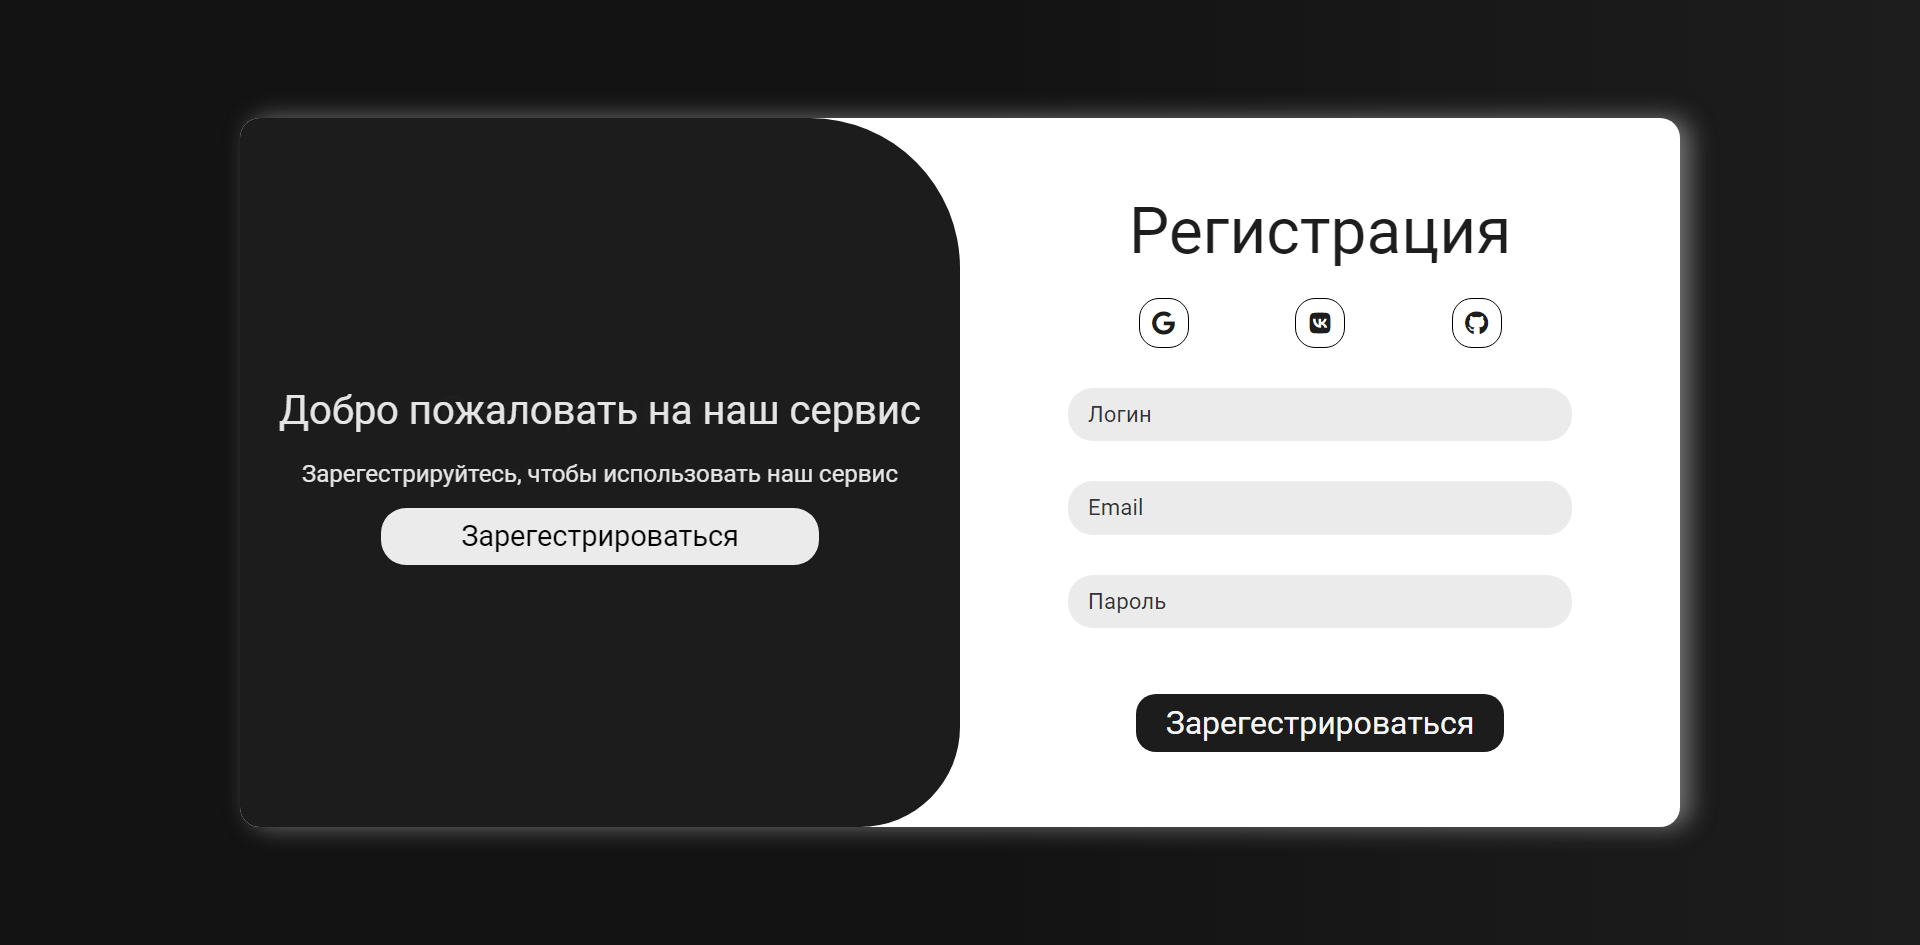 Добро пожаловать на наш сервис
Зарегестрируйтесь, чтобы использовать наш сервис
Зарегестрироваться
Регистрация
Логин
Email
Пароль
Зарегестрироваться